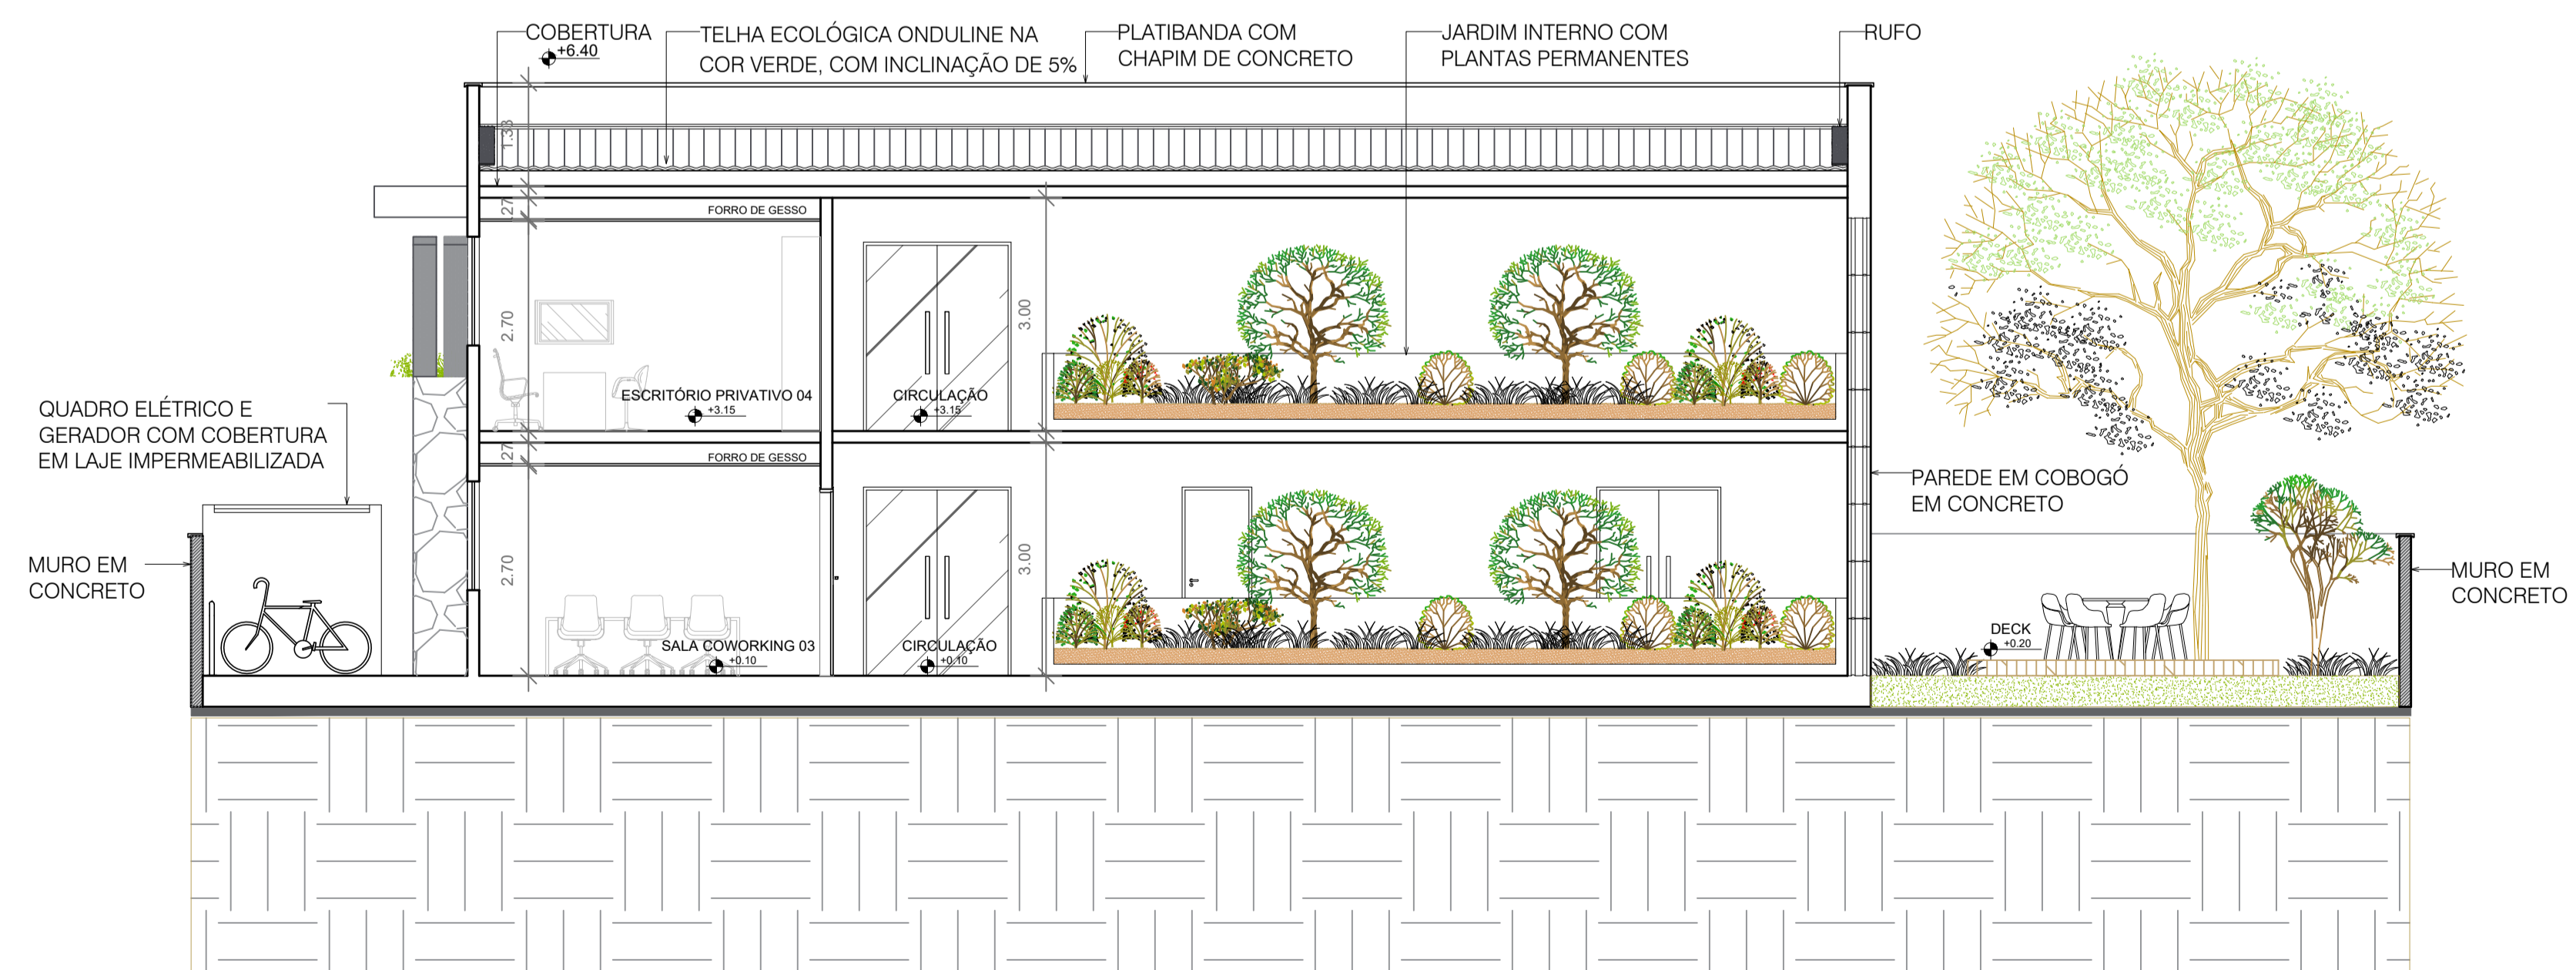 COBERTURA
+6.40
TELHA ECOLÓGICA ONDULINE NA
COR VERDE, COM INCLINAÇÃO DE 5%
PLATIBANDA COM
CHAPIM DE CONCRETO
JARDIM INTERNO COM
PLANTAS PERMANENTES
RUFO
1.33
.27
FORRO DE GESSO
2.70
3.00
ESCRITÓRIO PRIVATIVO 04
+3.15
CIRCULAÇÃO
+3.15
QUADRO ELÉTRICO E
GERADOR COM COBERTURA
EM LAJE IMPERMEABILIZADA
.27
FORRO DE GESSO
PAREDE EM COBOGÓ
EM CONCRETO
MURO EM
CONCRETO
2.70
3.00
SALA COWORKING 03
+0.10
CIRCULAÇÃO
+0.10
DECK
+0.20
MURO EM
CONCRETO